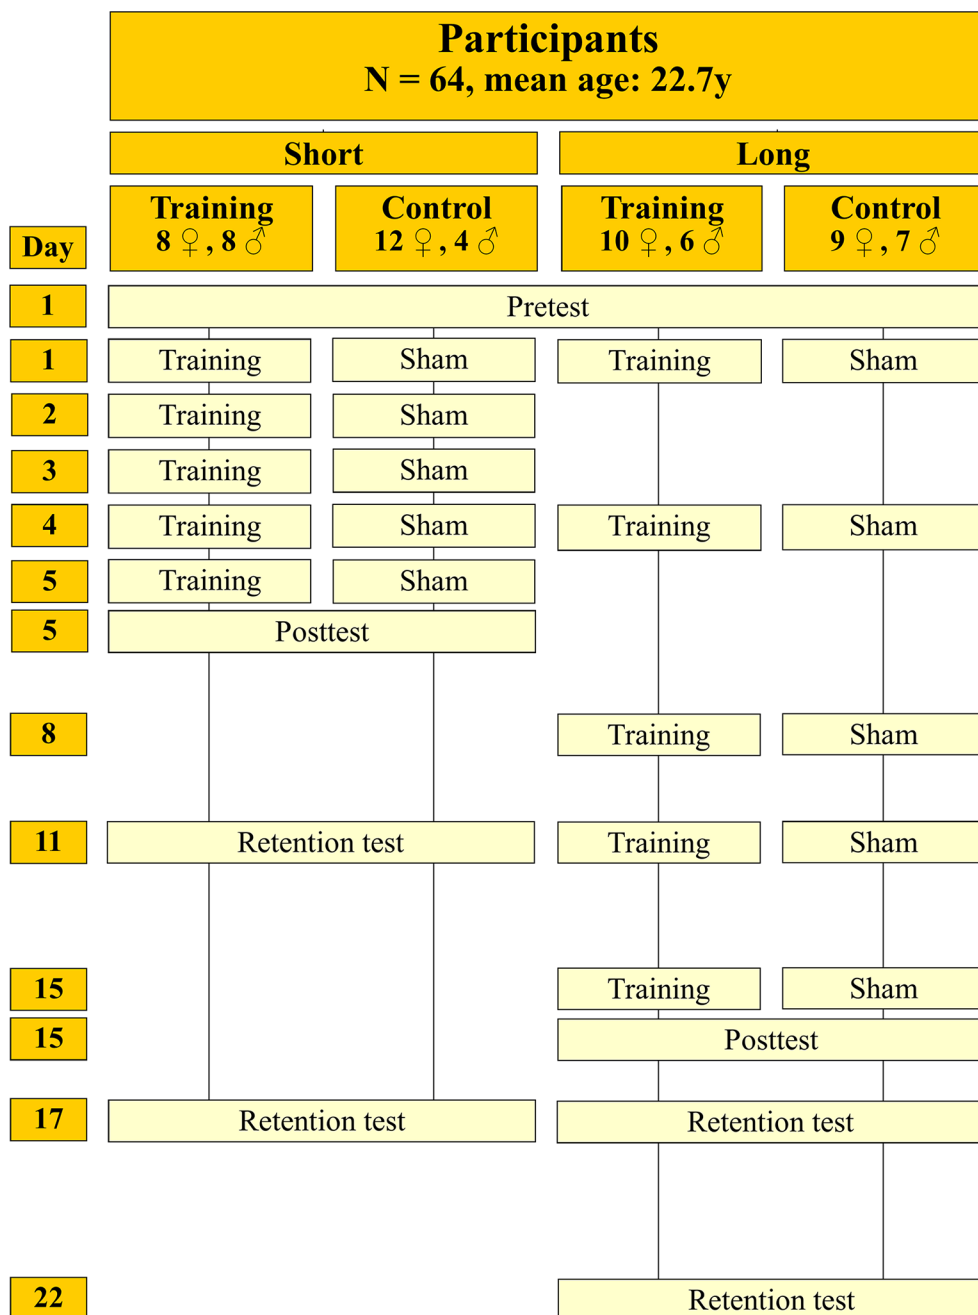 Participants
N = 64, mean age: 22.7y
Short
Long
Training
8 ♀, 8 ♂
Control
12 ♀, 4 ♂
Training
10 ♀, 6 ♂
Control
9 ♀, 7 ♂
Day
1
Pretest
1
Training
Sham
Training
Sham
2
Training
Sham
3
Training
Sham
4
Training
Sham
Training
Sham
5
Training
Sham
5
Posttest
8
Training
Sham
11
Retention test
Training
Sham
15
Training
Sham
15
Posttest
17
Retention test
Retention test
22
Retention test